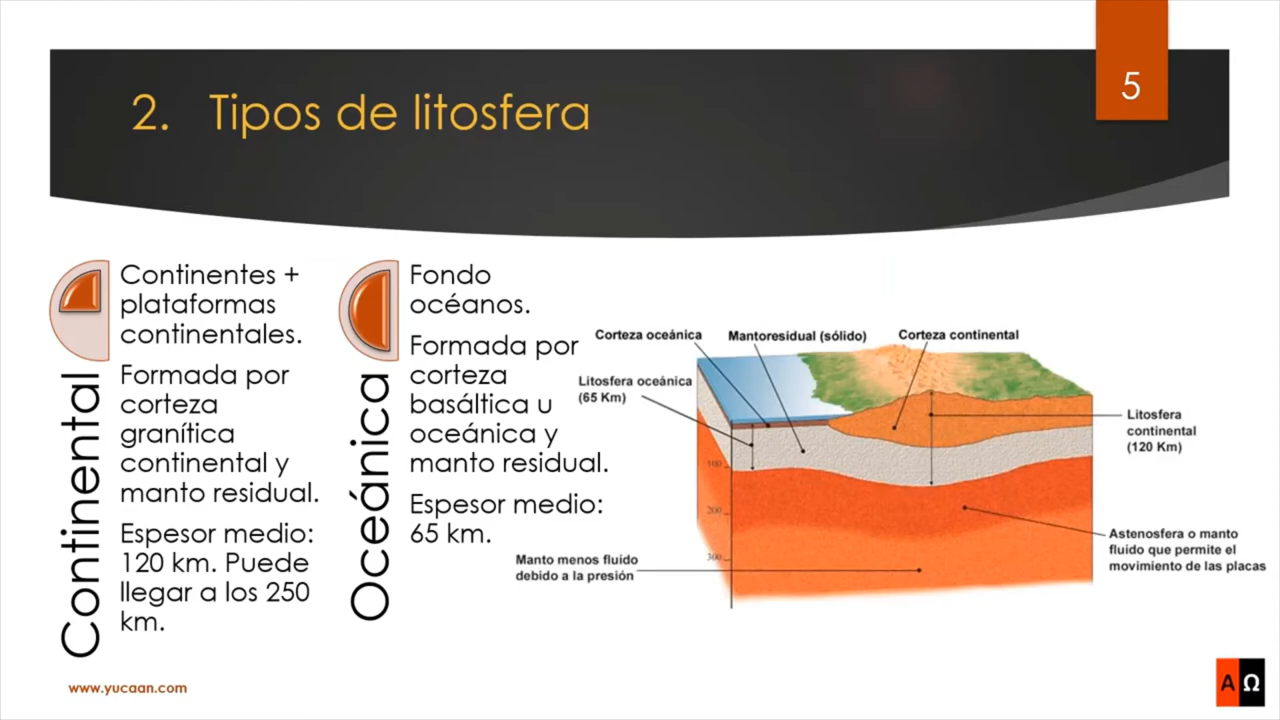 5
2. Tipos de litosfera
Continental
Continentes +
plataformas
continentales.
Formada por
corteza
granítica
continental y
manto residual.
Espesor medio:
120 km. Puede
llegar a los 250
km.
Oceánica
Fondo
océanos.
Formada por
corteza
basáltica u
oceánica y
manto residual.
Espesor medio:
65 km.
Corteza oceánica
Mantoresidual (sólido)
Corteza continental
Litosfera oceánica
(65 Km)
Litosfera
continental
(120 Km)
100
200
300
Astenosfera o manto
fluido que permite el
movimiento de las placas
Manto menos fluido
debido a la presión
www.yucaan.com
A Ω